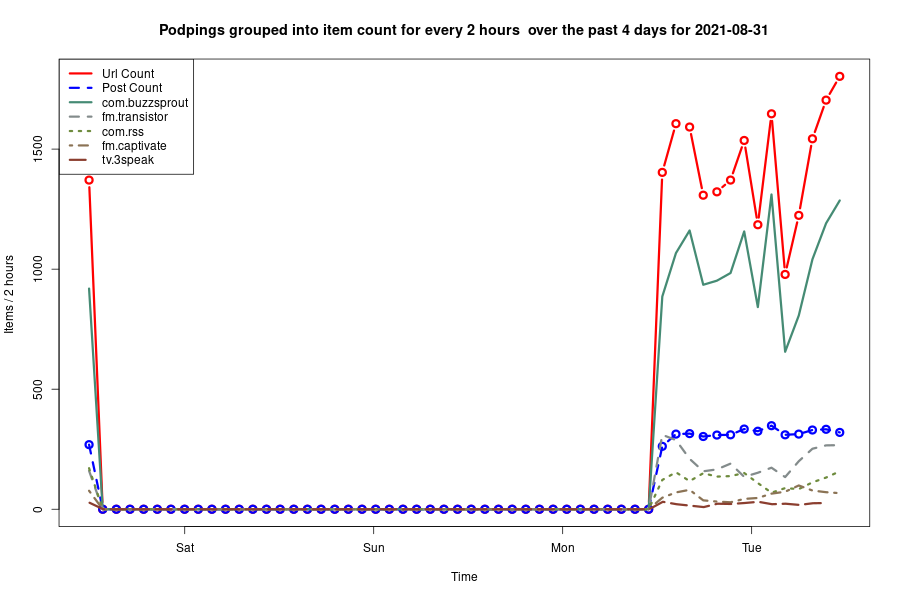 Podpings grouped into item count for every 2 hours  over the past 4 days for 2021-08-31
Url Count
Post Count
com.buzzsprout
fm.transistor
com.rss
fm.captivate
tv.3speak
Items / 2 hours
1500
1000
500
0
Sat Sun Mon Tue
Time